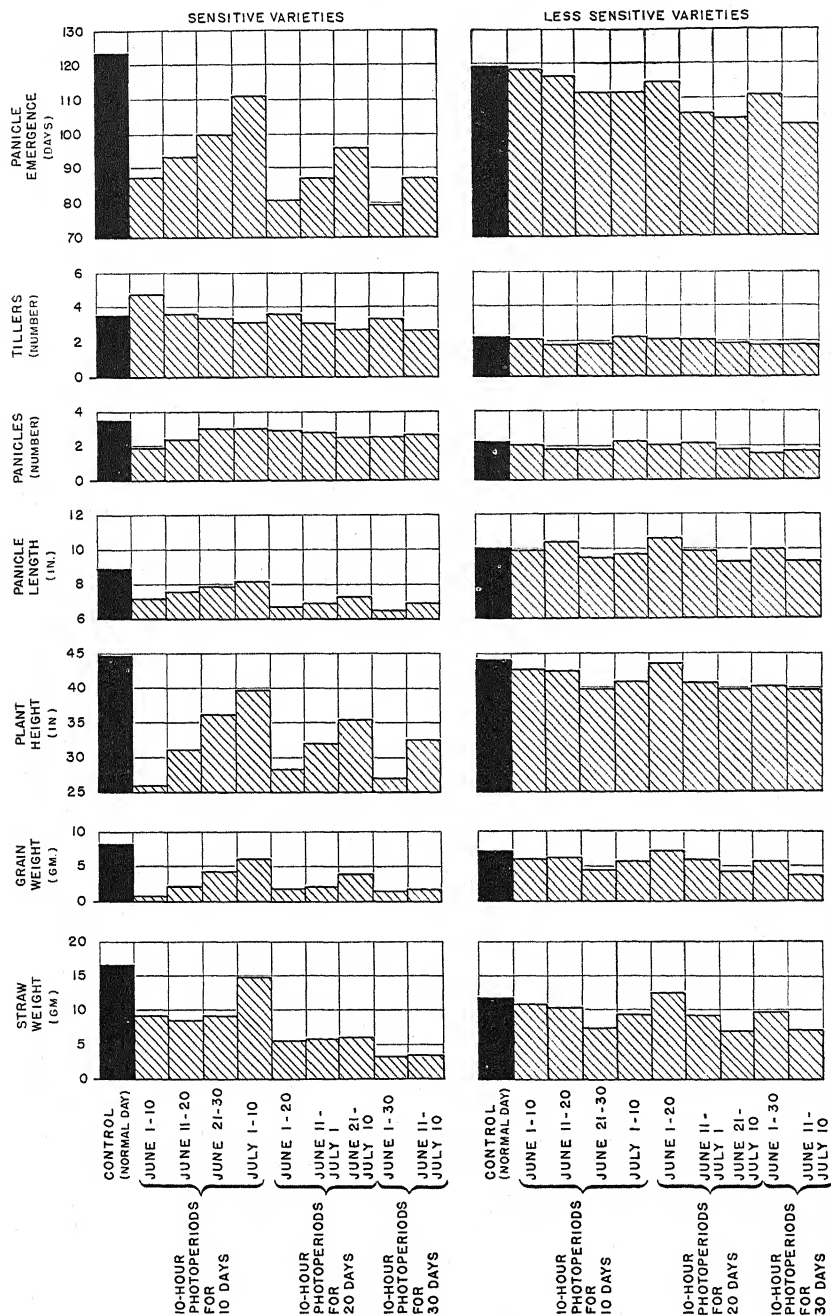 SENSITIVE VARIETIES
LESS SENSITIVE VARIETIES
PANICLE
EMERGENCE
(DAYS)
130
120
110
100
90
80
70
TILLERS
(NUMBER)
6
4
2
0
PANICLES
(NUMBER)
4
2
0
PANICLE
LENGTH
(IN.)
12
10
8
6
PLANT
HEIGHT
(IN)
45
40
35
30
25
GRAIN
WEIGHT
(GM.)
10
5
0
STRAW
WEIGHT
(GM)
20
15
10
5
0
CONTROL
(NORMAL DAY)
JUNE 1-10
JUNE 11-20
JUNE 21-30
JULY 1-10
JUNE 1-20
JUNE 11-
JULY 1
JUNE 21-
JULY 10
JUNE 1-30
JUNE 11-
JULY 10
10-HOUR
PHOTOPERIODS
FOR
10 DAYS
10-HOUR
PHOTOPERIODS
FOR
20 DAYS
10-HOUR
PHOTOPERIODS
FOR
30 DAYS
CONTROL
(NORMAL DAY)
JUNE 1-10
JUNE 11-20
JUNE 21-30
JULY 1-10
JUNE 1-20
JUNE 11-
JULY 1
JUNE 21-
JULY 10
JUNE 1-30
JUNE 11-
JULY 10
10-HOUR
PHOTOPERIODS
FOR
10 DAYS
10-HOUR
PHOTOPERIODS
FOR
20 DAYS
10-HOUR
PHOTOPERIODS
FOR
30 DAYS